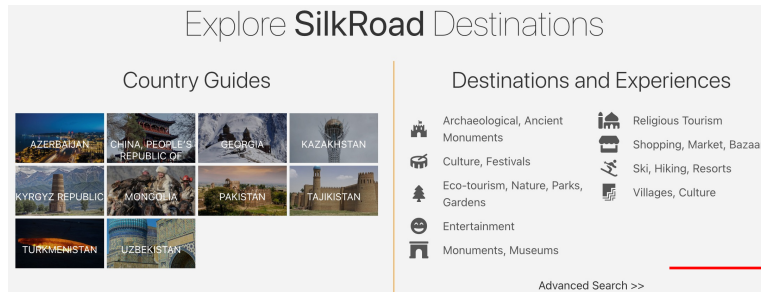 Explore SilkRoad Destinations
Country Guides
AZERBAIJAN
CHINA, PEOPLE'S
REPUBLIC OF
GEORGIA
KAZAKHSTAN
KYRGYZ REPUBLIC
MONGOLIA
PAKISTAN
TAJIKISTAN
TURKMENISTAN
UZBEKISTAN
Destinations and Experiences
Archaeological, Ancient
Monuments
Culture, Festivals
Eco-tourism, Nature, Parks,
Gardens
Entertainment
Monuments, Museums
Religious Tourism
Shopping, Market, Bazaa
Ski, Hiking, Resorts
Villages, Culture
Advanced Search >>